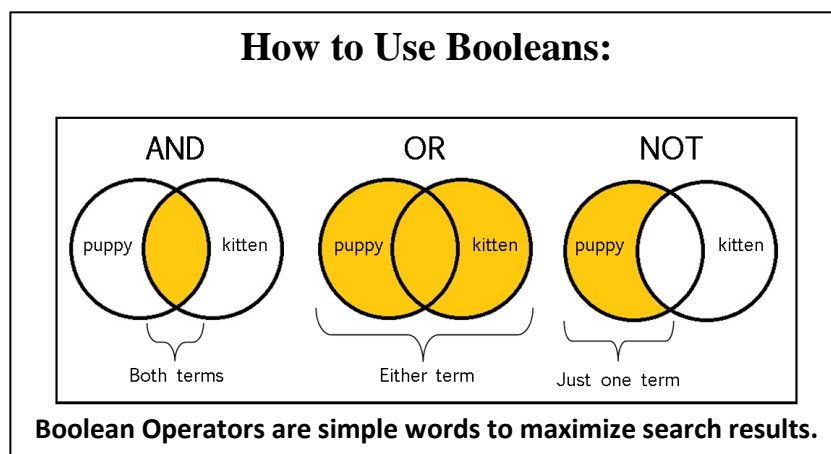 How to Use Booleans:
AND OR NOT
puppy kitten puppy kitten puppy kitten
Both terms Either term Just one term
Boolean Operators are simple words to maximize search results.